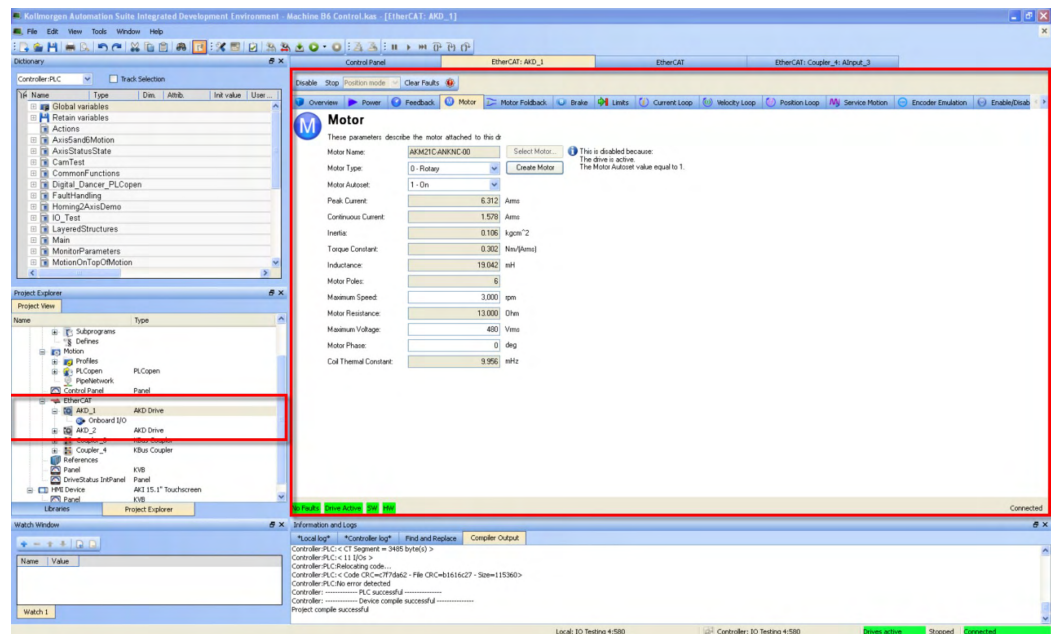 Kollmorgen Automation Suite Integrated Development Environment - Machine B6 Control.kas - [EtherCAT: AKD_1]
File Edit View Tools Window Help
Dictionary
Controller:PLC Track Selection
Name Type Dim. Attrib. Init value User ...
Global variables
Retain variables
Actions
Axis5and6Motion
AxisStatusState
CamTest
CommonFunctions
Digital_Dancer_PLCopen
FaultHandling
Homing2AxisDemo
IO_Test
LayeredStructures
Main
MonitorParameters
MotionOnTopOfMotion
Project Explorer
Project View
Name Type
Subprograms
Defines
Motion
Profiles
PLCopen PLCopen
PipeNetwork
Control Panel Panel
EtherCAT
AKD_1 AKD Drive
Onboard I/O
AKD_2 AKD Drive
Coupler_3 KBus Coupler
Coupler_4 KBus Coupler
References
Panel KVB
DriveStatus IntPanel Panel
HMI Device AKI 15.1" Touchscreen
Panel KVB
Libraries Project Explorer
Watch Window
Name Value
Watch 1
Control Panel EtherCAT: AKD_1 EtherCAT EtherCAT: Coupler_4: AInput_3
Disable Stop Position mode Clear Faults
Overview Power Feedback Motor Motor Foldback Brake Limits Current Loop Velocity Loop Position Loop Service Motion Encoder Emulation Enable/Disab
Motor
These parameters describe the motor attached to this dr
Motor Name: AKM21C-ANKNC-00 Select Motor... This is disabled because:
The drive is active.
The Motor Autoset value equal to 1.
Motor Type: 0 - Rotary Create Motor
Motor Autoset: 1 - On
Peak Current: 6.312 Arms
Continuous Current: 1.578 Arms
Inertia: 0.106 kgcm^2
Torque Constant: 0.302 Nm/(Arms)
Inductance: 19.042 mH
Motor Poles: 6
Maximum Speed: 3,000 rpm
Motor Resistance: 13.000 Ohm
Maximum Voltage: 480 Vrms
Motor Phase: 0 deg
Coil Thermal Constant: 9.956 mHz
No Faults Drive Active SW HW Connected
Information and Logs
*Local log* *Controller log* Find and Replace Compiler Output
Controller:PLC:< CT Segment = 3485 byte(s) >
Controller:PLC:< 11 I/Os >
Controller:PLC:Relocating code...
Controller:PLC:< Code CRC=c7f7da62 - File CRC=b1616c27 - Size=115360>
Controller:PLC:No error detected
Controller: ------------- PLC successful ---------------
Controller: ------------- Device compile successful ---------------
Project compile successful
Local: IO Testing 4:580 Controller: IO Testing 4:580 Drives active Stopped Connected